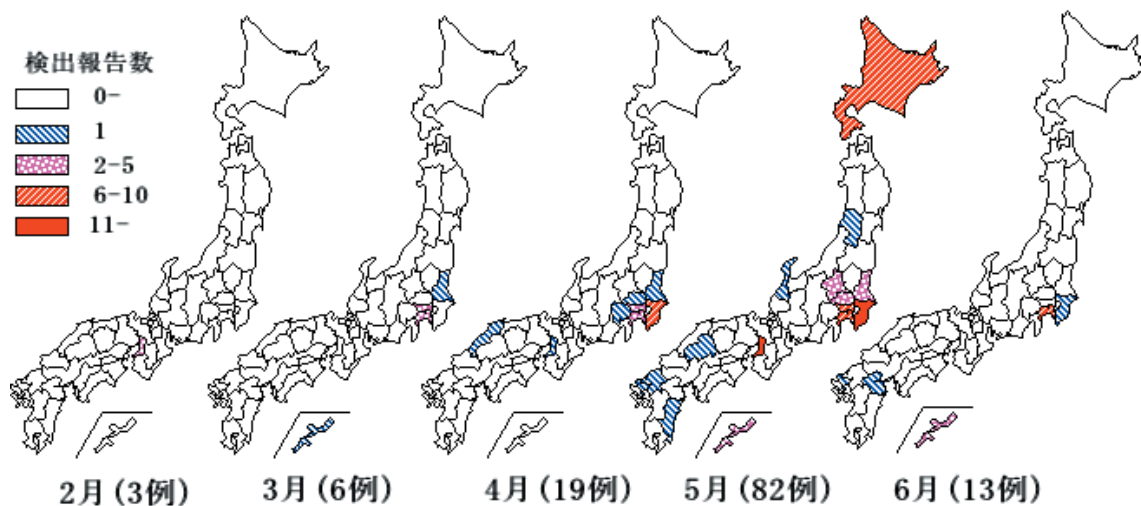 検出報告数
0-
1
2-5
6-10
11-
2月(3例)
3月(6例)
4月(19例)
5月(82例)
6月(13例)